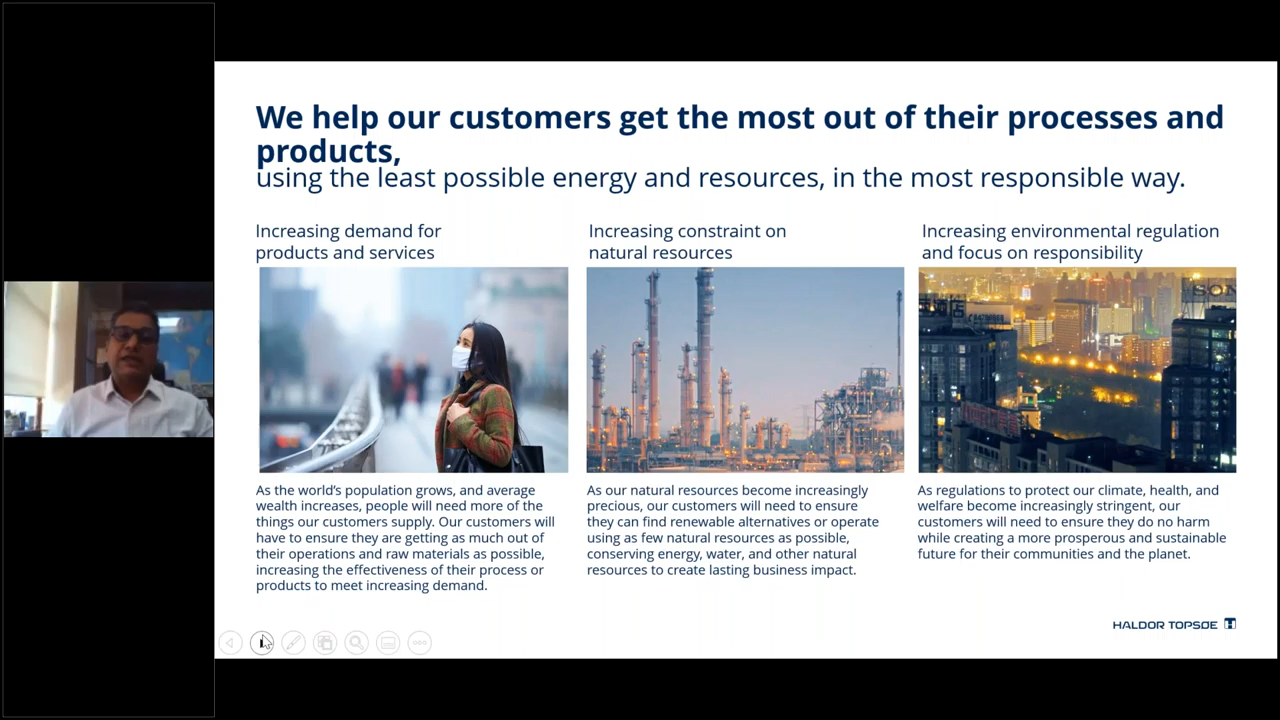 We help our customers get the most out of their processes and
products,
using the least possible energy and resources, in the most responsible way.
Increasing demand for
products and services
As the world's population grows, and average
wealth increases, people will need more of the
things our customers supply. Our customers will
have to ensure they are getting as much out of
their operations and raw materials as possible,
increasing the effectiveness of their process or
products to meet increasing demand.
Increasing constraint on
natural resources
As our natural resources become increasingly
precious, our customers will need to ensure
they can find renewable alternatives or operate
using as few natural resources as possible,
conserving energy, water, and other natural
resources to create lasting business impact.
Increasing environmental regulation
and focus on responsibility
As regulations to protect our climate, health, and
welfare become increasingly stringent, our
customers will need to ensure they do no harm
while creating a more prosperous and sustainable
future for their communities and the planet.
HALDOR TOPSØE